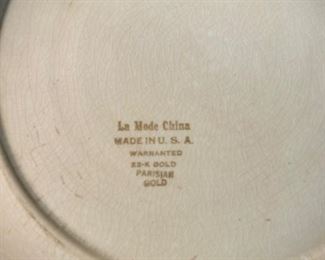 La Mode China
MADE IN U. S. A.
WARRANTED
22-K GOLD
PARISIAN
GOLD